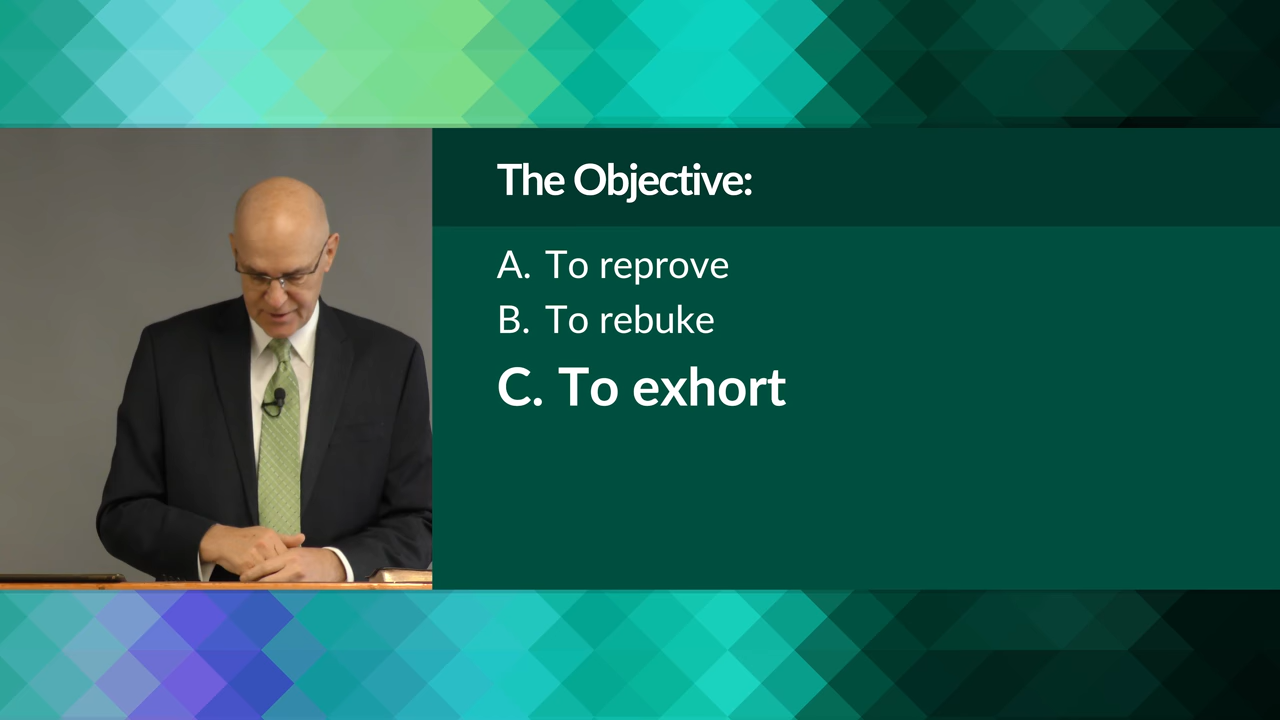 The Objective:
A. To reprove
B. To rebuke
C. To exhort